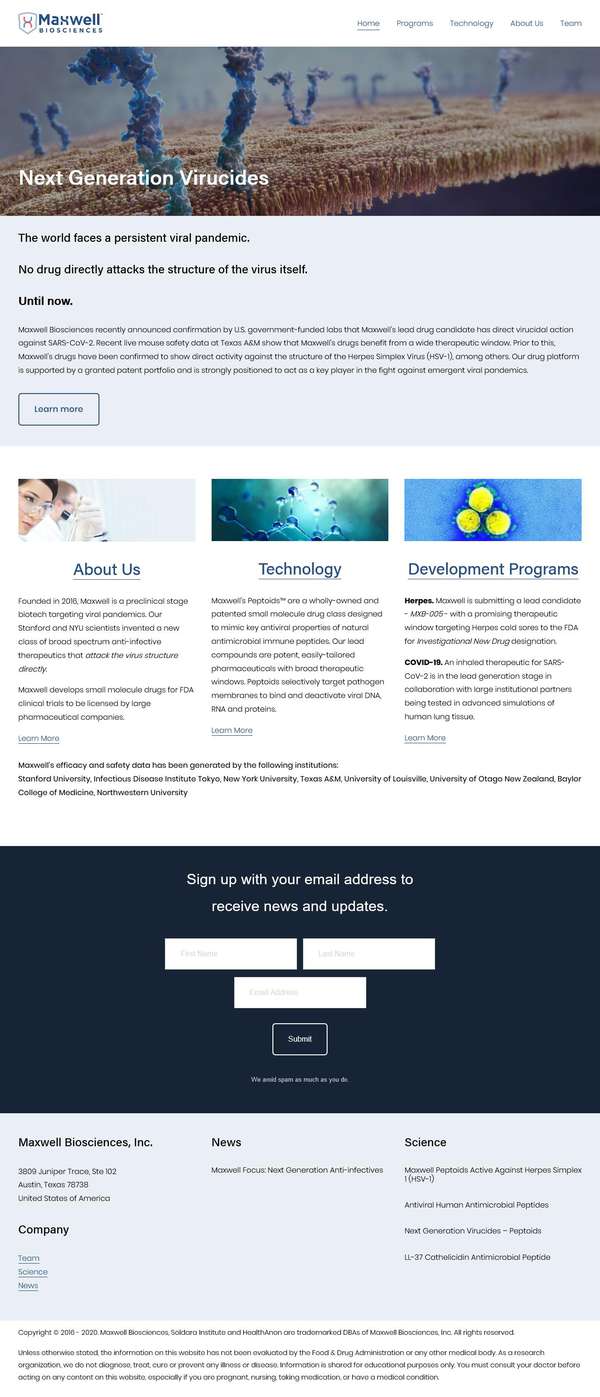 Maxwell
BIOSCIENCES
Home Programs Technology About Us Team
Next Generation Virucides
The world faces a persistent viral pandemic.
No drug directly attacks the structure of the virus itself.
Until now.
Maxwell Biosciences recently announced confirmation by U.S. government-funded labs that Maxwell's lead drug candidate has direct virucidal action
against SARS-CoV-2. Recent live mouse safety data at Texas A&M show that Maxwell's drugs benefit from a wide therapeutic window. Prior to this,
Maxwell's drugs have been confirmed to show direct activity against the structure of the Herpes Simplex Virus (HSV-1), among others. Our drug platform
is supported by a granted patent portfolio and is strongly positioned to act as a key player in the fight against emergent viral pandemics.
Learn more
About Us
Founded in 2016, Maxwell is a preclinical stage
biotech targeting viral pandemics. Our
Stanford and NYU scientists invented a new
class of broad spectrum anti-infective
therapeutics that attack the virus structure
directly.
Maxwell develops small molecule drugs for FDA
clinical trials to be licensed by large
pharmaceutical companies.
Learn More
Technology
Maxwell's Peptoids™ are a wholly-owned and
patented small molecule drug class designed
to mimic key antiviral properties of natural
antimicrobial immune peptides. Our lead
compounds are potent, easily-tailored
pharmaceuticals with broad therapeutic
windows. Peptoids selectively target pathogen
membranes to bind and deactivate viral DNA,
RNA and proteins.
Learn More
Development Programs
Herpes. Maxwell is submitting a lead candidate
- MXB-005 - with a promising therapeutic
window targeting Herpes cold sores to the FDA
for Investigational New Drug designation.
COVID-19. An inhaled therapeutic for SARS-
CoV-2 is in the lead generation stage in
collaboration with large institutional partners
being tested in advanced simulations of
human lung tissue.
Learn More
Maxwell's efficacy and safety data has been generated by the following institutions:
Stanford University, Infectious Disease Institute Tokyo, New York University, Texas A&M, University of Louisville, University of Otago New Zealand, Baylor
College of Medicine, Northwestern University
Sign up with your email address to
receive news and updates.
First Name Last Name
Email Address
Submit
We amid spam as much as you do.
Maxwell Biosciences, Inc.
3809 Juniper Trace, Ste 102
Austin, Texas 78738
United States of America
Company
Team
Science
News
News
Maxwell Focus: Next Generation Anti-infectives
Science
Maxwell Peptoids Active Against Herpes Simplex
1 (HSV-1)
Antiviral Human Antimicrobial Peptides
Next Generation Virucides – Peptoids
LL-37 Cathelicidin Antimicrobial Peptide
Copyright © 2016 - 2020. Maxwell Biosciences, Soldara Institute and HealthAnon are trademarked DBAs of Maxwell Biosciences, Inc. All rights reserved.
Unless otherwise stated, the information on this website has not been evaluated by the Food & Drug Administration or any other medical body. As a research
organization, we do not diagnose, treat, cure or prevent any illness or disease. Information is shared for educational purposes only. You must consult your doctor before
acting on any content on this website, especially if you are pregnant, nursing, taking medication, or have a medical condition.